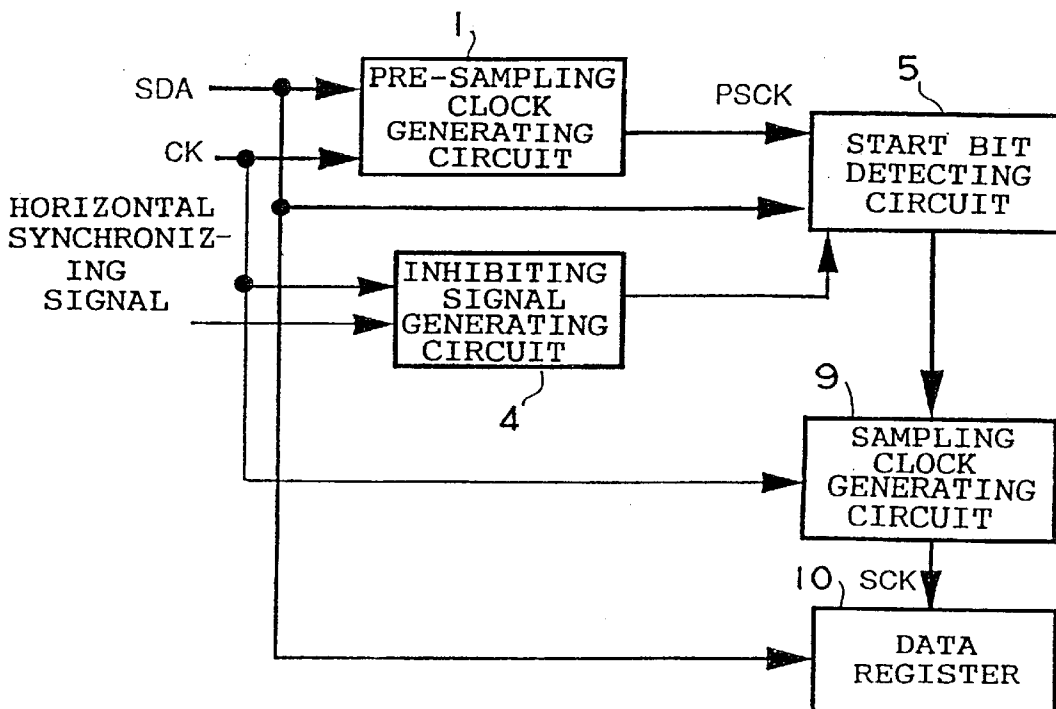 1
SDA
PRE-SAMPLING
CLOCK
GENERATING
CIRCUIT
PSCK
5
CK
START BIT
DETECTING
CIRCUIT
HORIZONTAL
SYNCHRONIZ-
ING
SIGNAL
INHIBITING
SIGNAL
GENERATING
CIRCUIT
4
9
SAMPLING
CLOCK
GENERATING
CIRCUIT
10
SCK
DATA
REGISTER